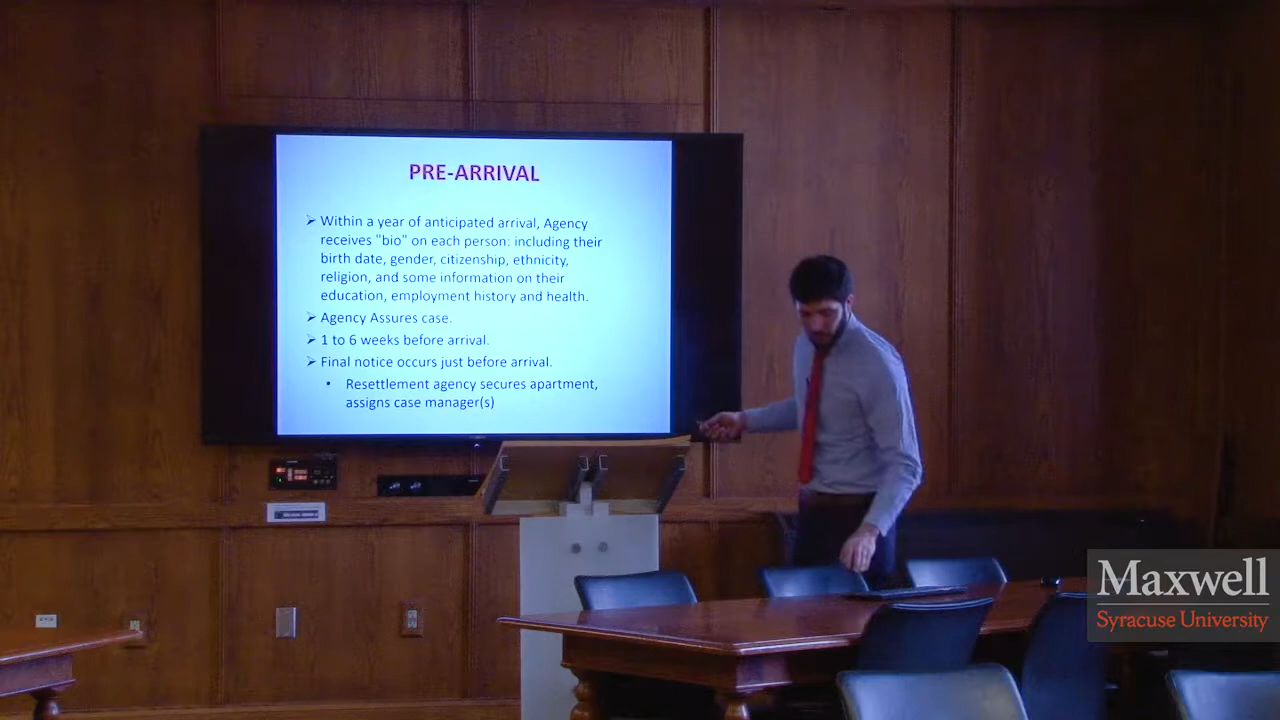 PRE-ARRIVAL
➢ Within a year of anticipated arrival, Agency
receives "bio" on each person: including their
birth date, gender, citizenship, ethnicity,
religion, and some information on their
education, employment history and health.
➢ Agency Assures case.
➢ 1 to 6 weeks before arrival.
➢ Final notice occurs just before arrival.
• Resettlement agency secures apartment,
assigns case manager(s)
Maxwell
Syracuse University